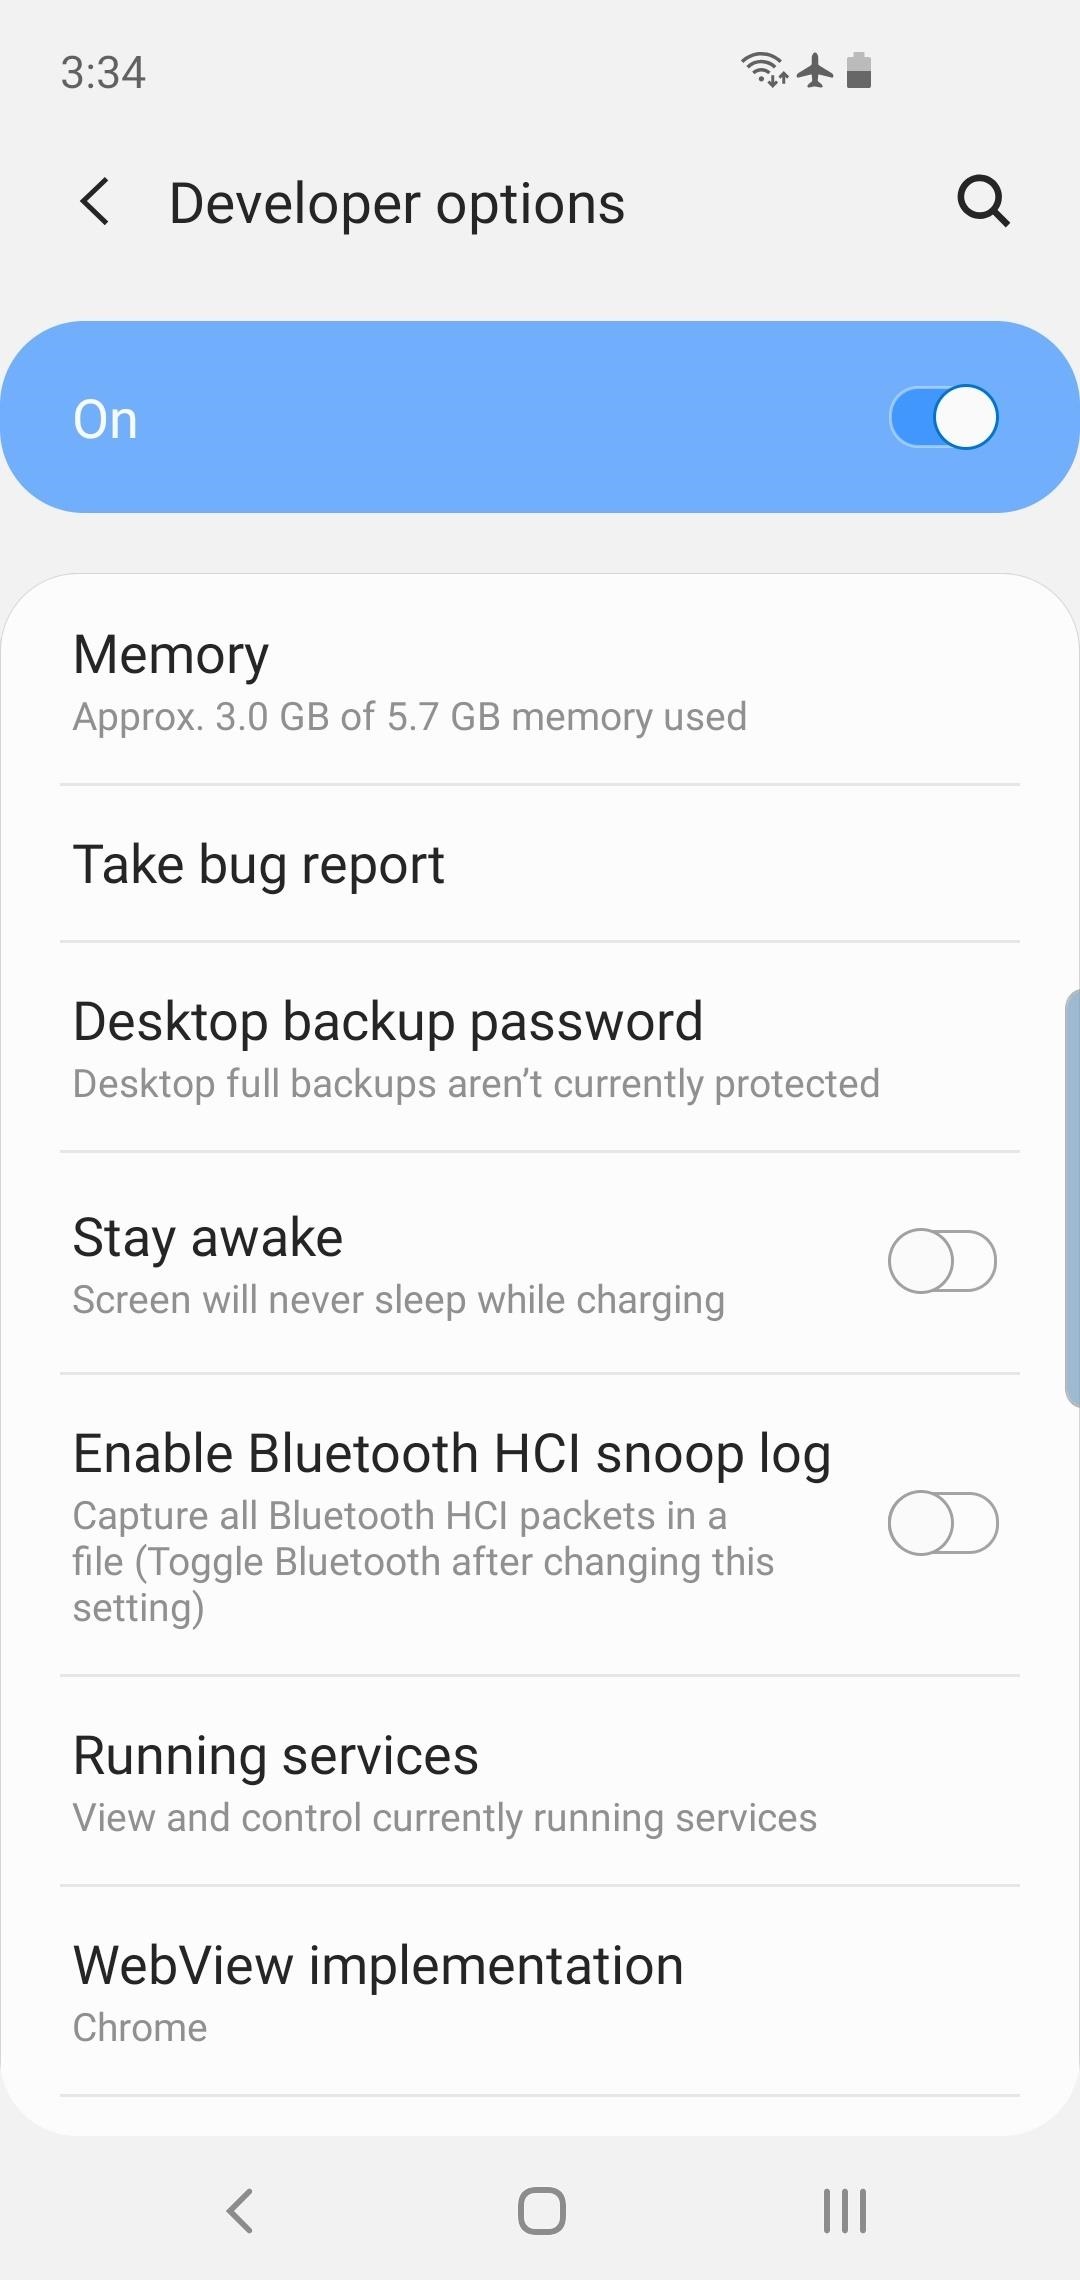 3:34
Developer options
On
Memory
Approx. 3.0 GB of 5.7 GB memory used
Take bug report
Desktop backup password
Desktop full backups aren’t currently protected
Stay awake
Screen will never sleep while charging
Enable Bluetooth HCI snoop log
Capture all Bluetooth HCI packets in a
file (Toggle Bluetooth after changing this
setting)
Running services
View and control currently running services
WebView implementation
Chrome